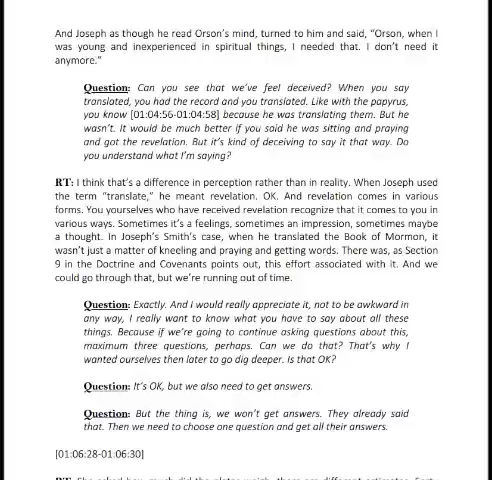 And Joseph as though he read Orson's mind, turned to him and said, "Orson, when I
was young and inexperienced in spiritual things, I needed that. I don't need it
anymore."
Question: Can you see that we've feel deceived? When you say
translated, you had the record and you translated. Like with the papyrus,
you know [01:04:56-01:04:58] because he was translating them. But he
wasn't. It would be much better if you said he was sitting and praying
and got the revelation. But it's kind of deceiving to say it that way. Do
you understand what I'm saying?
RT: I think that's a difference in perception rather than in reality. When Joseph used
the term "translate," he meant revelation. OK. And revelation comes in various
forms. You yourselves who have received revelation recognize that it comes to you in
various ways. Sometimes it's a feelings, sometimes an impression, sometimes maybe
a thought. In Joseph's Smith's case, when he translated the Book of Mormon, it
wasn't just a matter of kneeling and praying and getting words. There was, as Section
9 in the Doctrine and Covenants points out, this effort associated with it. And we
could go through that, but we're running out of time.
Question: Exactly. And I would really appreciate it, not to be awkward in
any way, I really want to know what you have to say about all these
things. Because if we're going to continue asking questions about this,
maximum three questions, perhaps. Can we do that? That's why I
wanted ourselves then later to go dig deeper. Is that OK?
Question: It's OK, but we also need to get answers.
Question: But the thing is, we won't get answers. They already said
that. Then we need to choose one question and get all their answers.
[01:06:28-01:06:30]